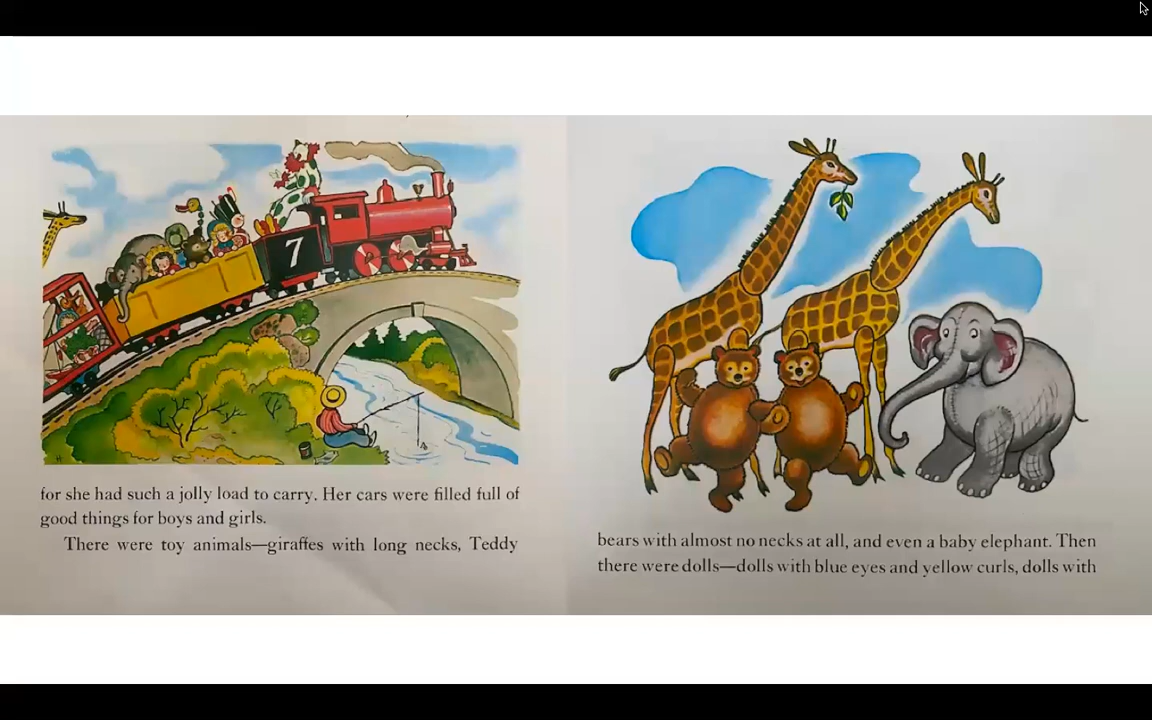 7
for she had such a jolly load to carry. Her cars were filled full of
good things for boys and girls.
There were toy animals—giraffes with long necks, Teddy
bears with almost no necks at all, and even a baby elephant. Then
there were dolls—dolls with blue eyes and yellow curls, dolls with